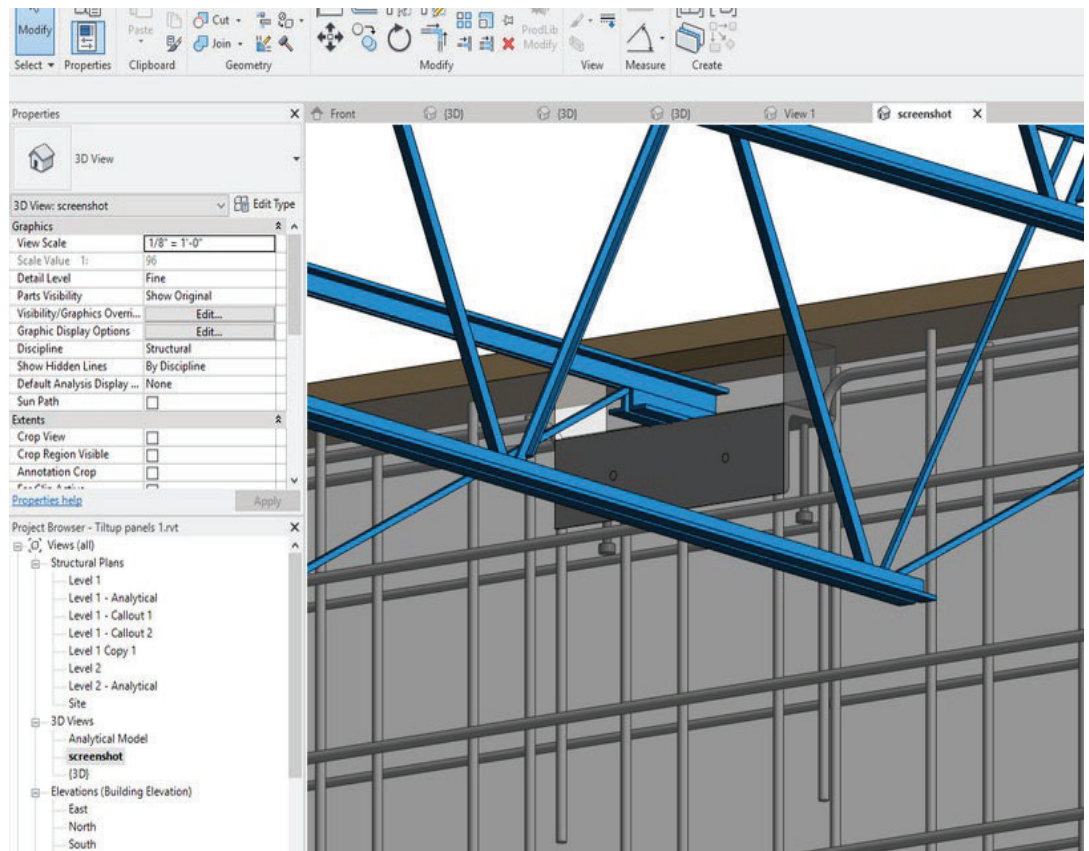 Modify
Paste
Cut
Join
ProdLib
Modify
Select
Properties
Clipboard
Geometry
Modify
View
Measure
Create
Properties X
Front
{3D}
{3D}
{3D}
View 1
screenshot X
3D View
3D View: screenshot
Edit Type
Graphics
View Scale 1/8" = 1'-0"
Scale Value 1: 96
Detail Level Fine
Parts Visibility Show Original
Visibility/Graphics Overri... Edit...
Graphic Display Options Edit...
Discipline Structural
Show Hidden Lines By Discipline
Default Analysis Display ... None
Sun Path
Extents
Crop View
Crop Region Visible
Annotation Crop
Properties help
Apply
Project Browser - Tiltup panels 1.rvt X
Views (all)
Structural Plans
Level 1
Level 1 - Analytical
Level 1 - Callout 1
Level 1 - Callout 2
Level 1 Copy 1
Level 2
Level 2 - Analytical
Site
3D Views
Analytical Model
screenshot
{3D}
Elevations (Building Elevation)
East
North
South